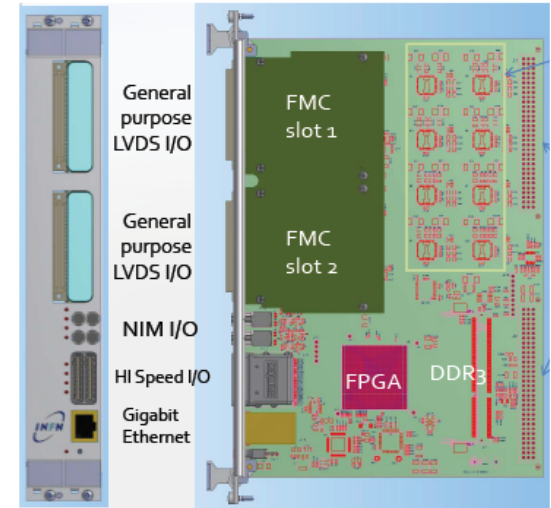 General
purpose
LVDS I/O
General
purpose
LVDS I/O
NIM I/O
HI Speed I/O
Gigabit
Ethernet
INFN
FMC
slot 1
FMC
slot 2
FPGA
DDR3